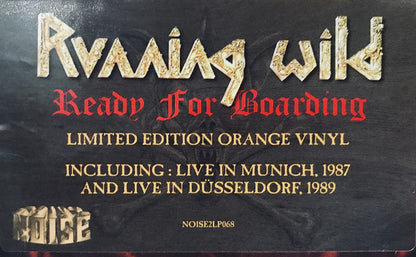 Running Wild
Ready For Boarding
LIMITED EDITION ORANGE VINYL
INCLUDING : LIVE IN MUNICH, 1987
AND LIVE IN DÜSSELDORF, 1989
NOISE
NOISE2LP068